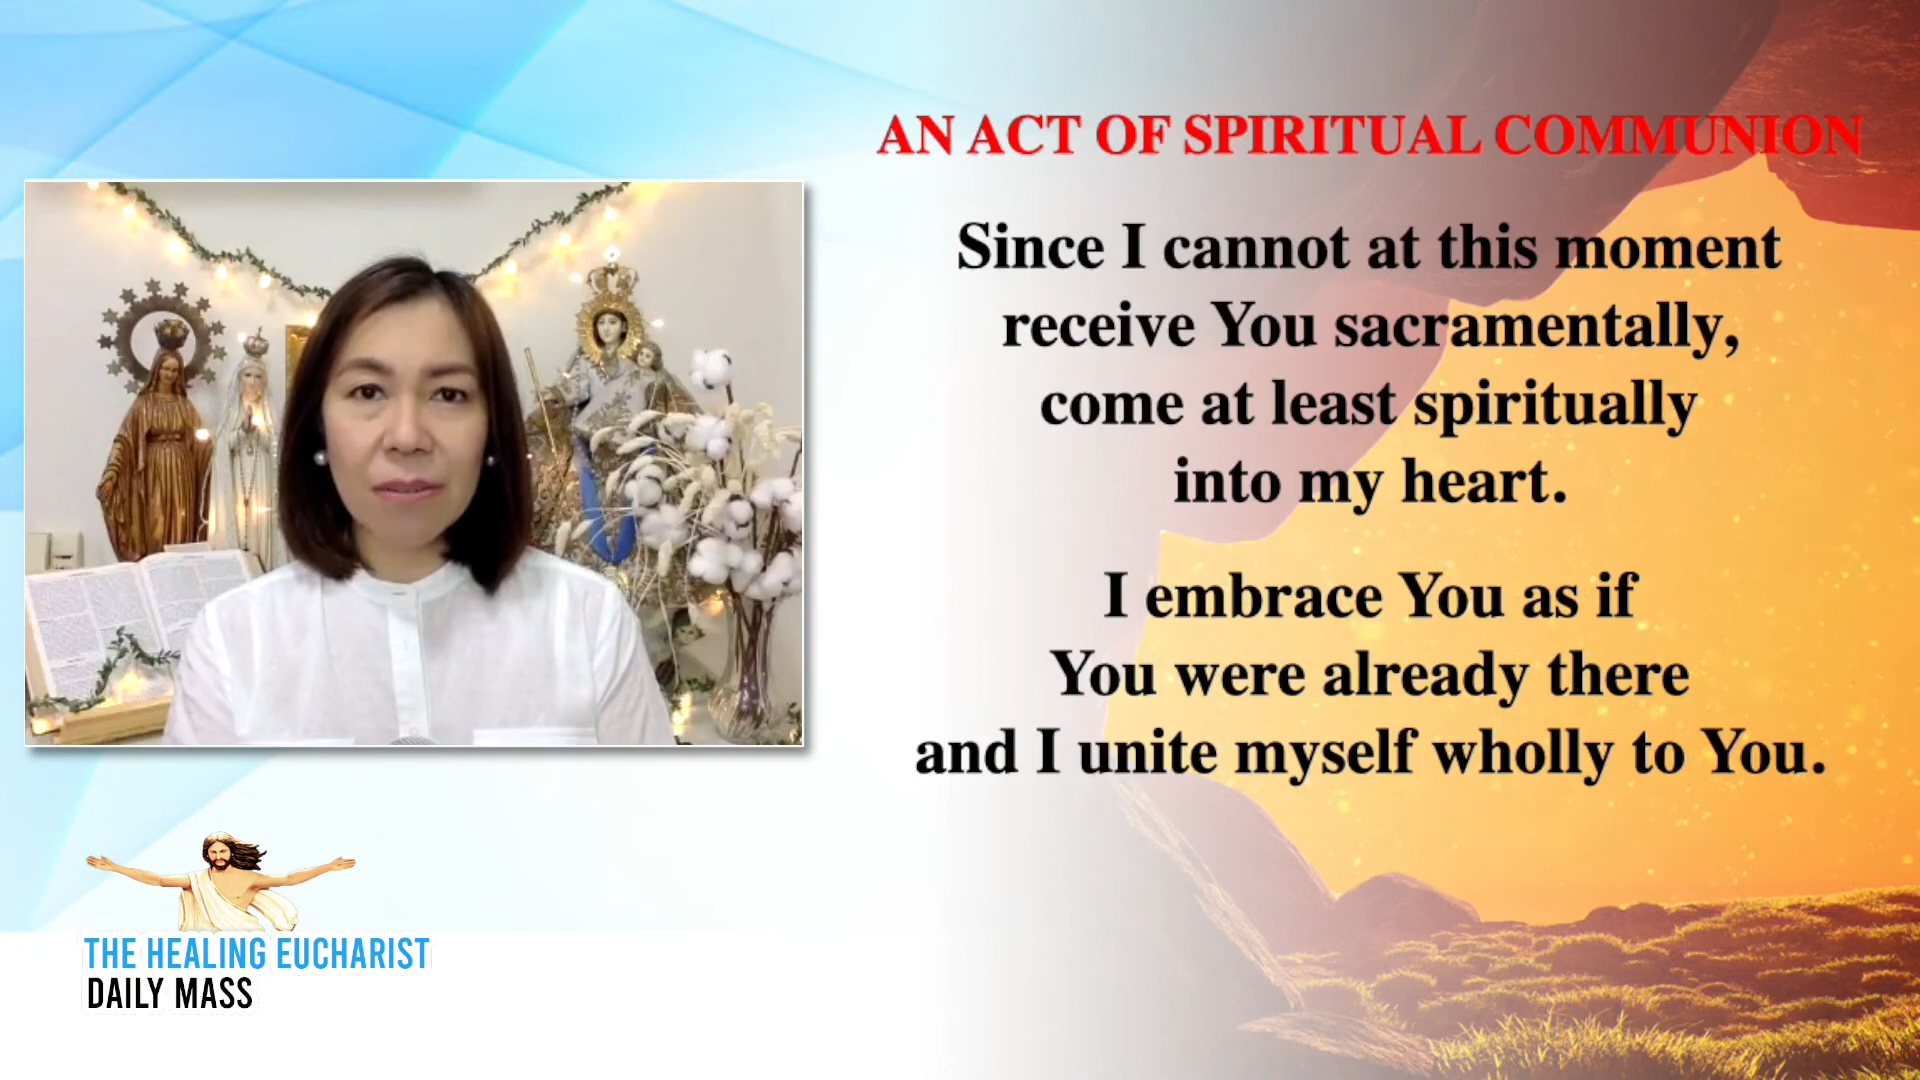 AN ACT OF SPIRITUAL COMMUNION
Since I cannot at this moment
receive You sacramentally,
come at least spiritually
into my heart.
I embrace You as if
You were already there
and I unite myself wholly to You.
THE HEALING EUCHARIST
DAILY MASS